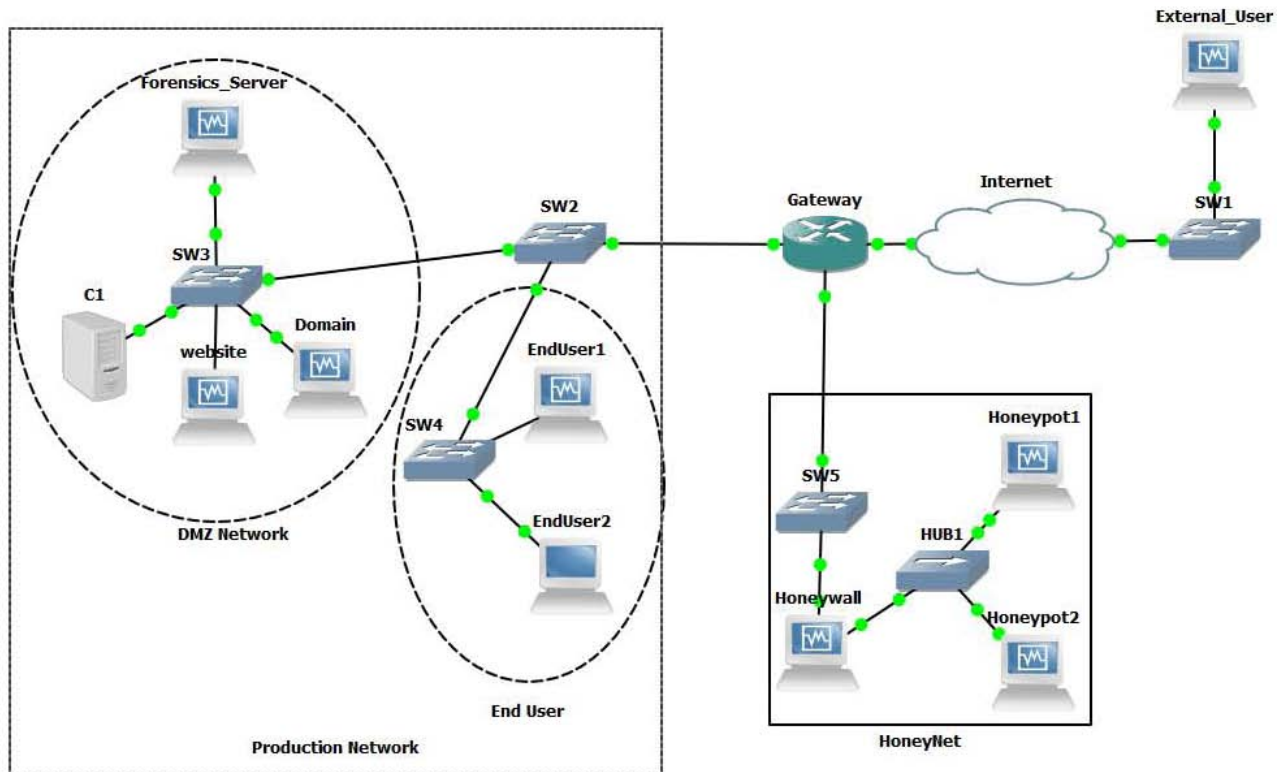 External_User
Forensics_Server
SW2
Gateway
Internet
SW1
SW3
C1
Domain
website
EndUser1
SW4
Honeypot1
SW5
EndUser2
DMZ Network
HUB1
Honeywall
Honeypot2
End User
Production Network
HoneyNet